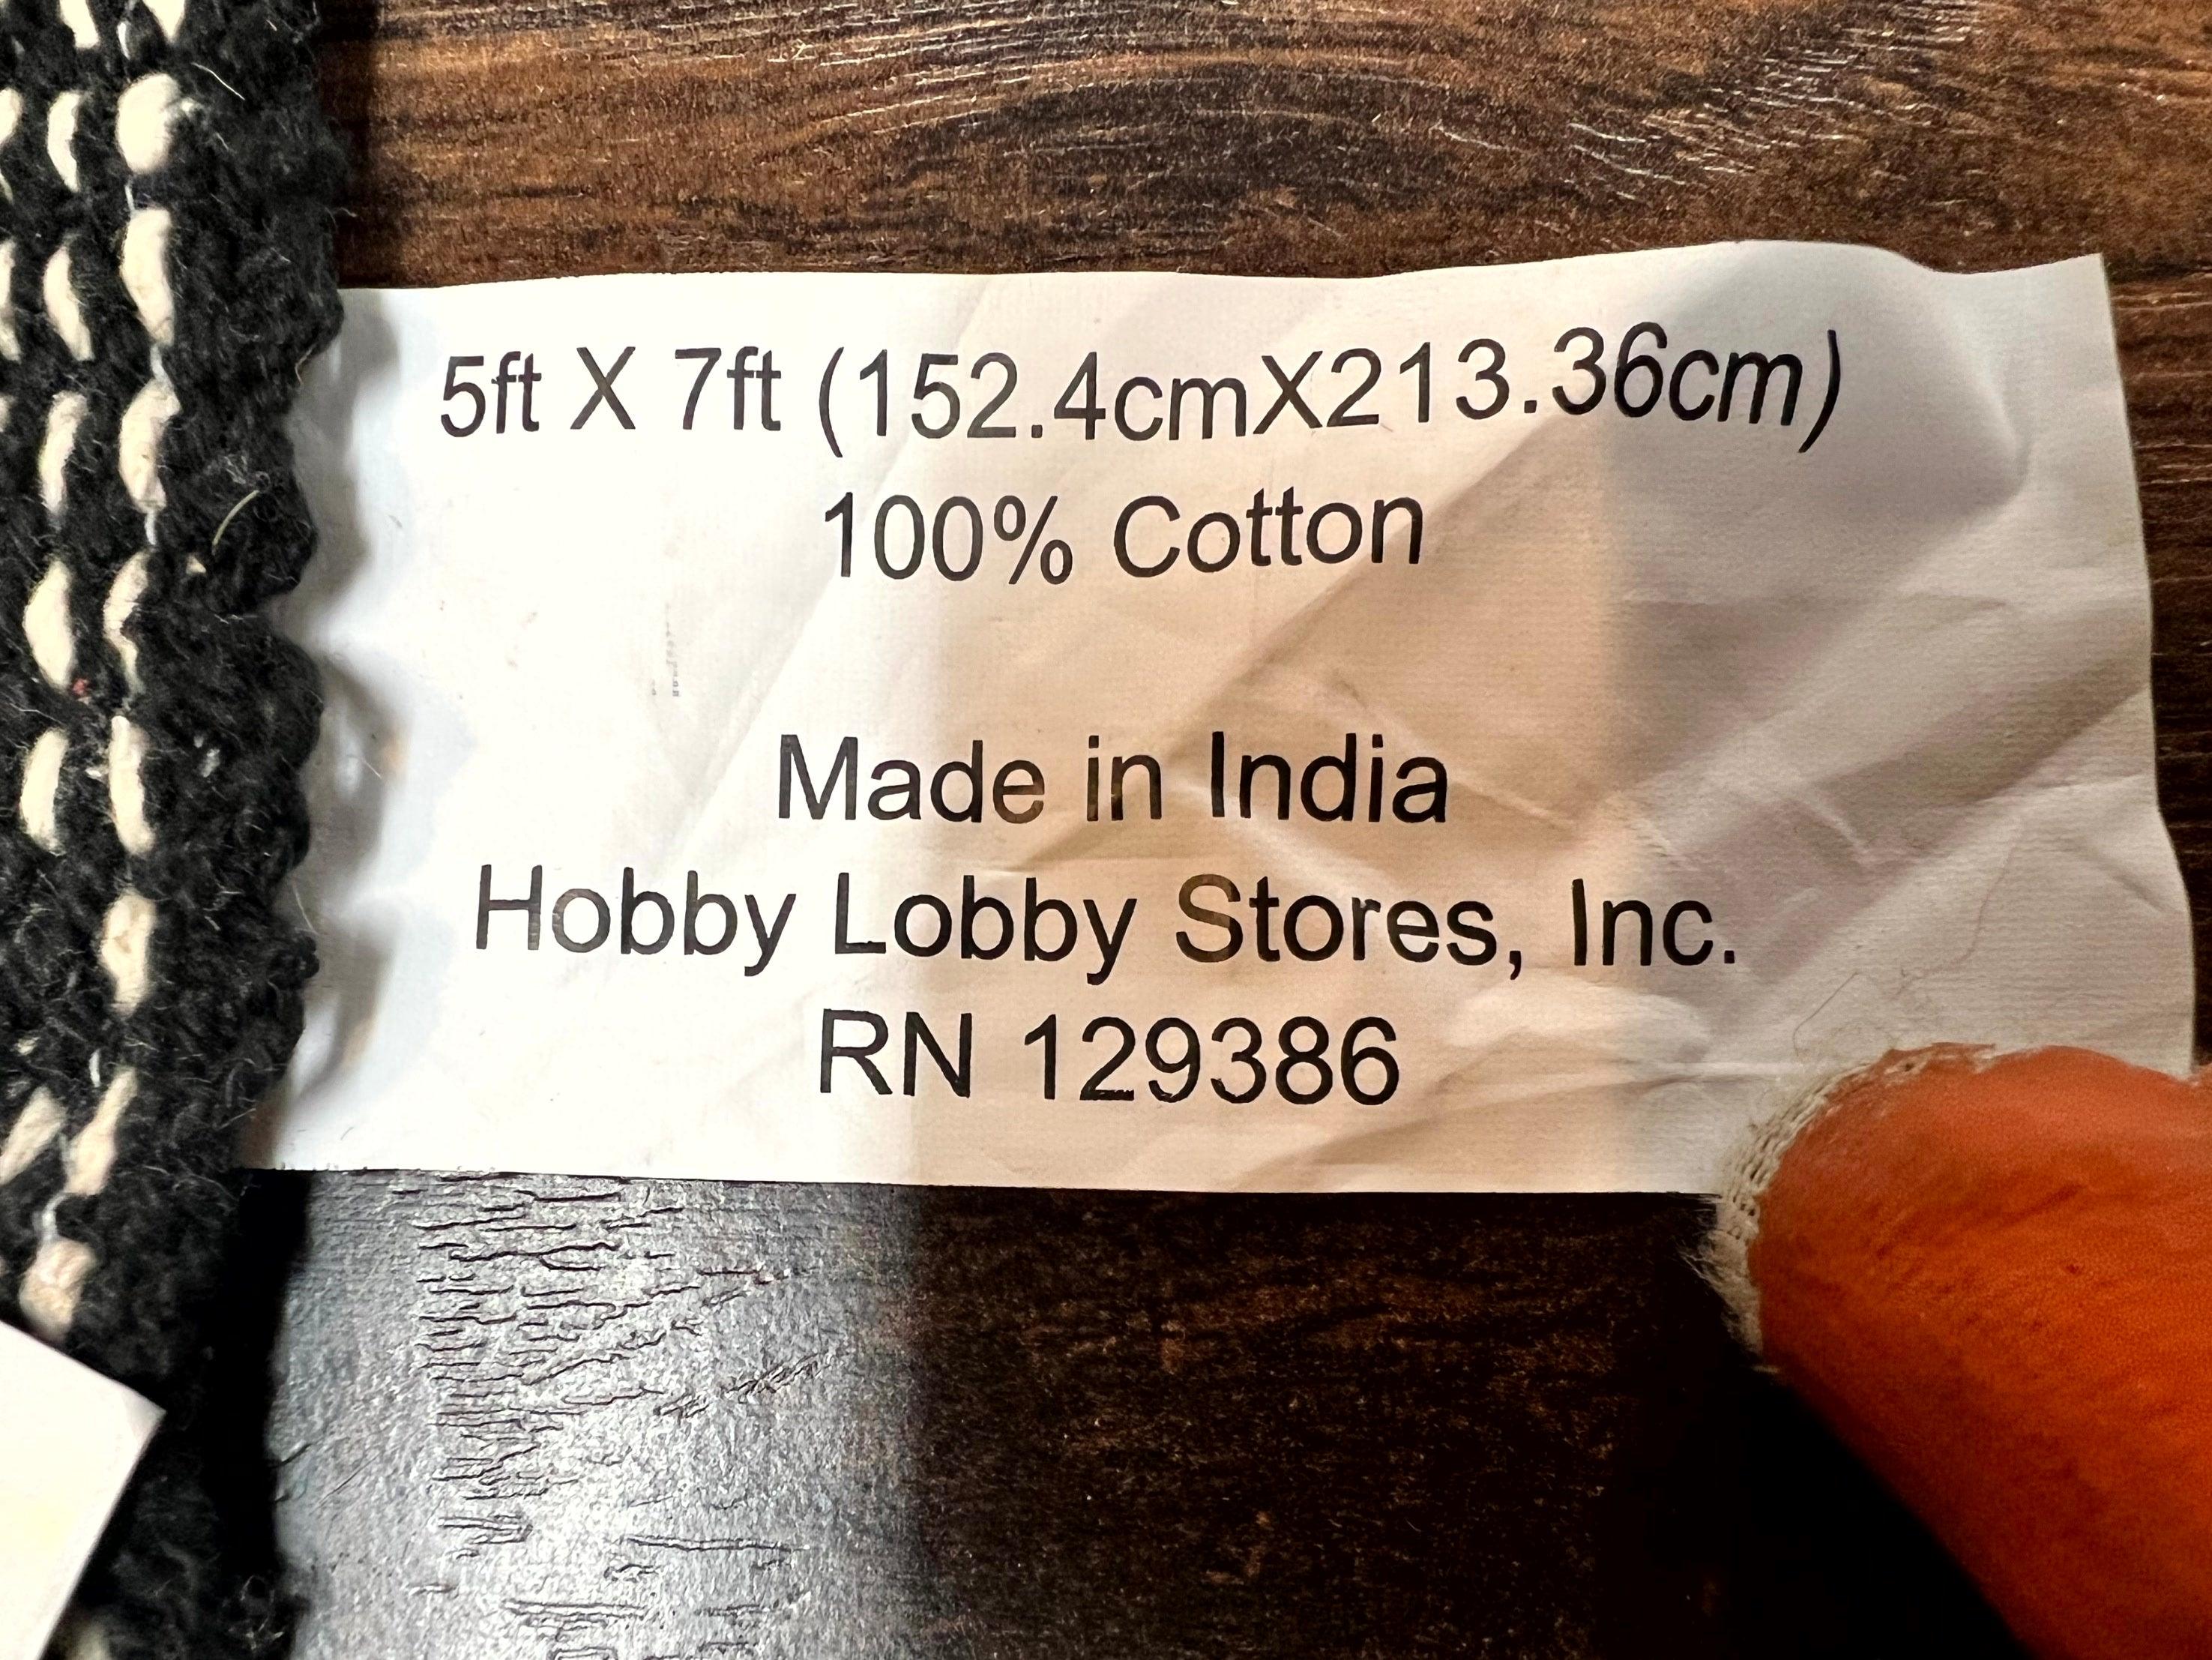 5ft X 7ft (152.4cmX213.36cm)
100% Cotton
Made in India
Hobby Lobby Stores, Inc.
RN 129386